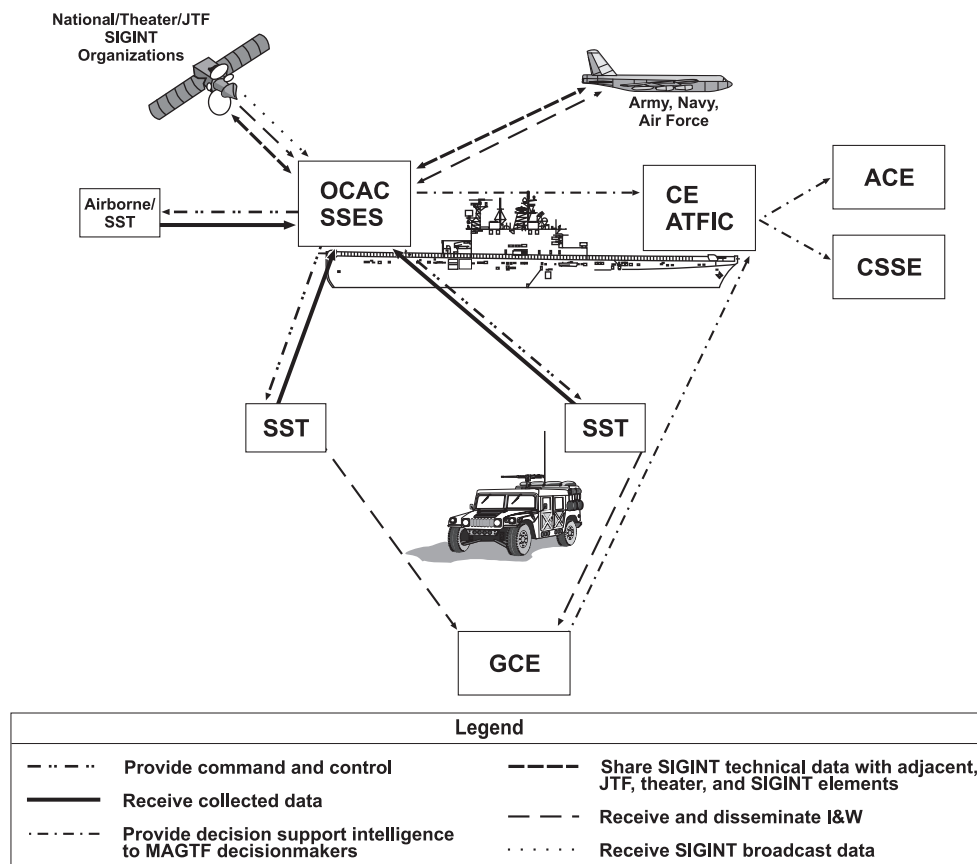 National/Theater/JTF
SIGINT
Organizations
Army, Navy,
Air Force
OCAC
SSES
CE
ATFIC
ACE
CSSE
Airborne/
SST
SST
SST
GCE
Legend
Provide command and control
Receive collected data
Provide decision support intelligence
to MAGTF decisionmakers
Share SIGINT technical data with adjacent,
JTF, theater, and SIGINT elements
Receive and disseminate I&W
Receive SIGINT broadcast data